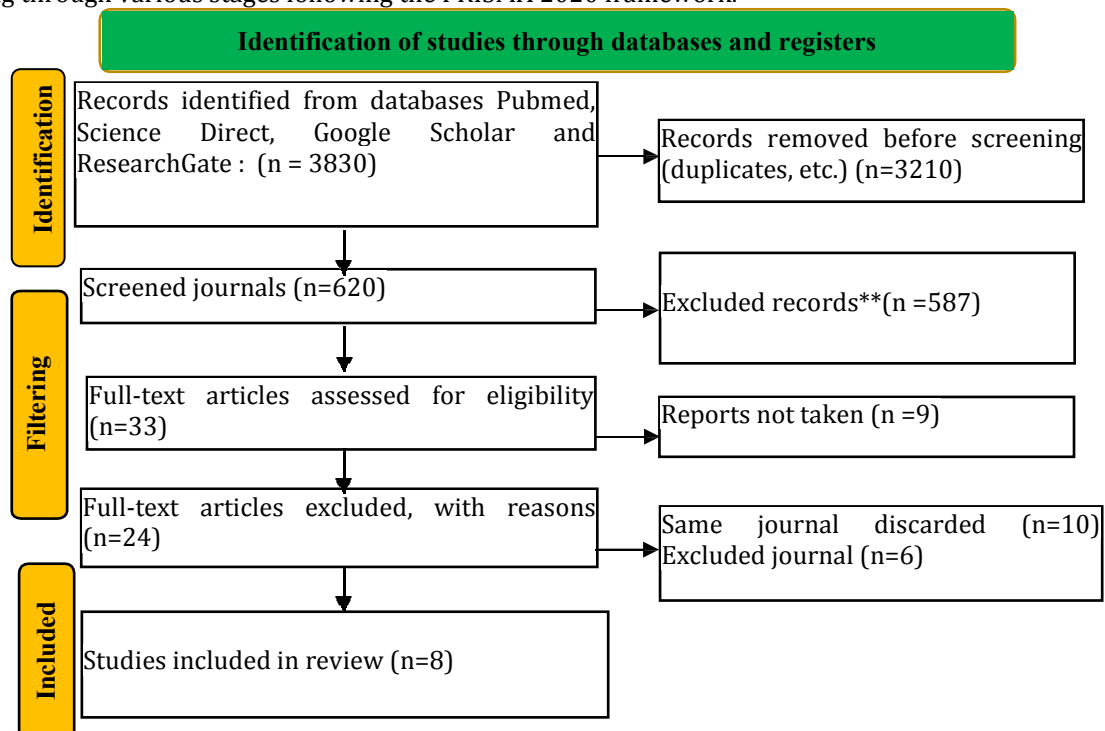 Identification of studies through databases and registers
Identification
Records identified from databases Pubmed,
Science Direct, Google Scholar and
ResearchGate : (n = 3830)
Records removed before screening
(duplicates, etc.) (n=3210)
Screened journals (n=620)
Excluded records**(n =587)
Filtering
Full-text articles assessed for eligibility
(n=33)
Reports not taken (n =9)
Full-text articles excluded, with reasons
(n=24)
Same journal discarded (n=10)
Excluded journal (n=6)
Included
Studies included in review (n=8)